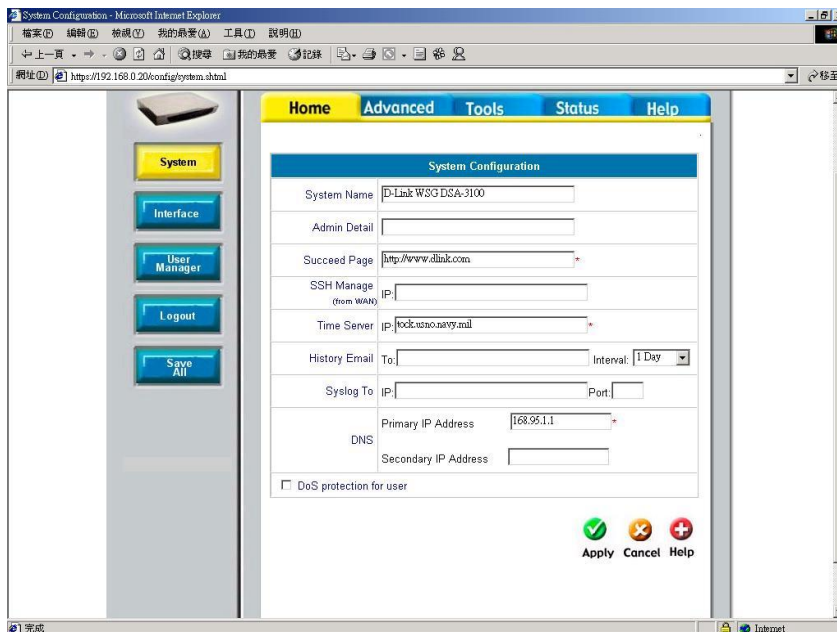 System Configuration - Microsoft Internet Explorer
檔案(F) 編輯(E) 檢視(V) 我的最愛(A) 工具(T) 說明(H)
上一頁 搜尋 我的最愛 記錄
網址(D) https://192.168.0.20/config/system.shtml 移至
Home Advanced Tools Status Help
System
Interface
User Manager
Logout
Save All
System Configuration
System Name D-Link WSG DSA-3100
Admin Detail
Succeed Page http://www.dlink.com *
SSH Manage (from WAN) IP:
Time Server IP: tock.usno.navy.mil *
History Email To: Interval: 1 Day
Syslog To IP: Port:
DNS
Primary IP Address 168.95.1.1 *
Secondary IP Address
DoS protection for user
Apply Cancel Help
完成 Internet